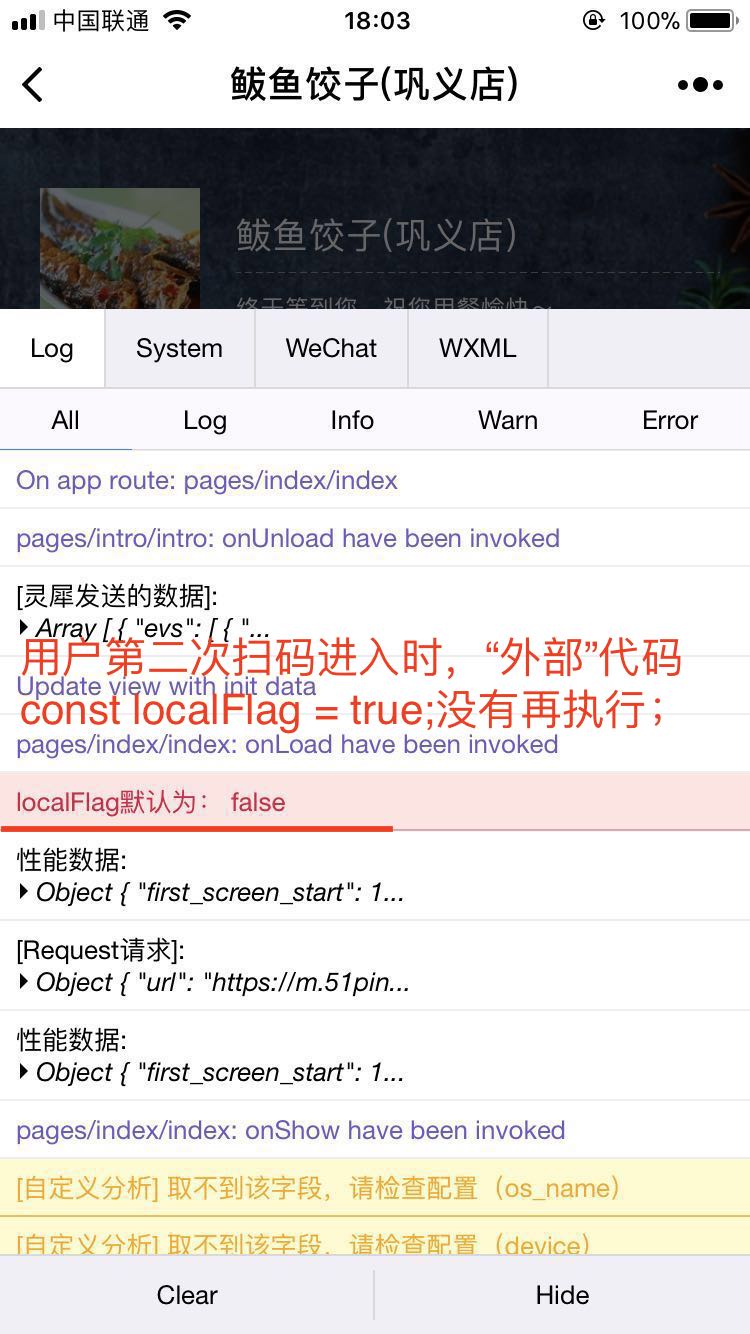 中国联通
18:03
100%
鲅鱼饺子(巩义店)
鲅鱼饺子(巩义店)
终于等到您，祝您用餐愉快～
Log System WeChat WXML
All Log Info Warn Error
On app route: pages/index/index
pages/intro/intro: onUnload have been invoked
[灵犀发送的数据]:
Array [ { "evs": [ { "...
用户第二次扫码进入时，“外部”代码
Update view with init data
const localFlag = true;没有再执行；
pages/index/index: onLoad have been invoked
localFlag默认为： false
性能数据:
Object { "first_screen_start": 1...
[Request请求]:
Object { "url": "https://m.51pin...
性能数据:
Object { "first_screen_start": 1...
pages/index/index: onShow have been invoked
[自定义分析] 取不到该字段，请检查配置（os_name）
[自定义分析] 取不到该字段，请检查配置（device）
Clear Hide